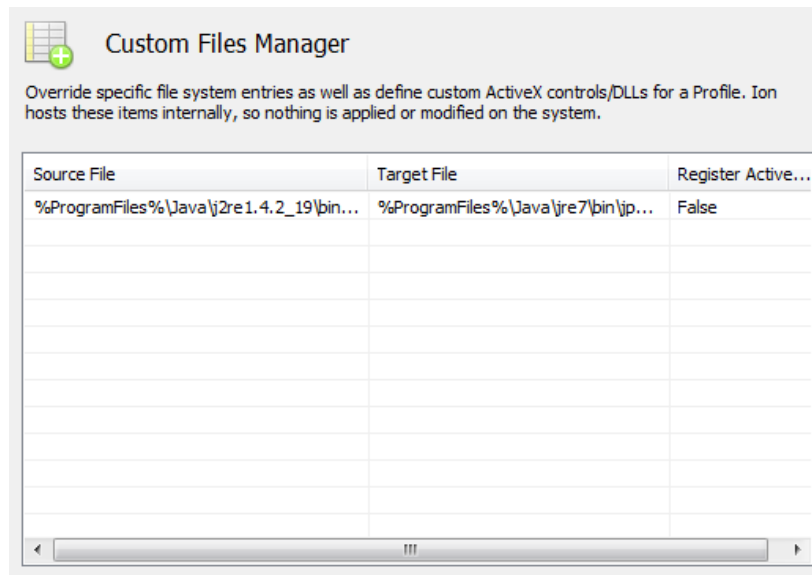 Custom Files Manager
Override specific file system entries as well as define custom ActiveX controls/DLLs for a Profile. Ion
hosts these items internally, so nothing is applied or modified on the system.
Source File Target File Register Active...
%ProgramFiles%\Java\j2re1.4.2_19\bin... %ProgramFiles%\Java\jre7\bin\jp... False